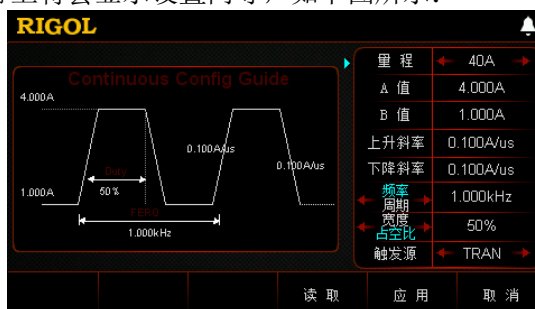 RIGOL
Continuous Config Guide
4.000A
0.100A/us
0.100A/us
Duty
50%
1.000A
FERQ
1.000kHz
量 程 40A
A 值 4.000A
B 值 1.000A
上升斜率 0.100A/us
下降斜率 0.100A/us
频率
周期 1.000kHz
宽度
占空比 50%
触发源 TRAN
读 取 应 用 取 消